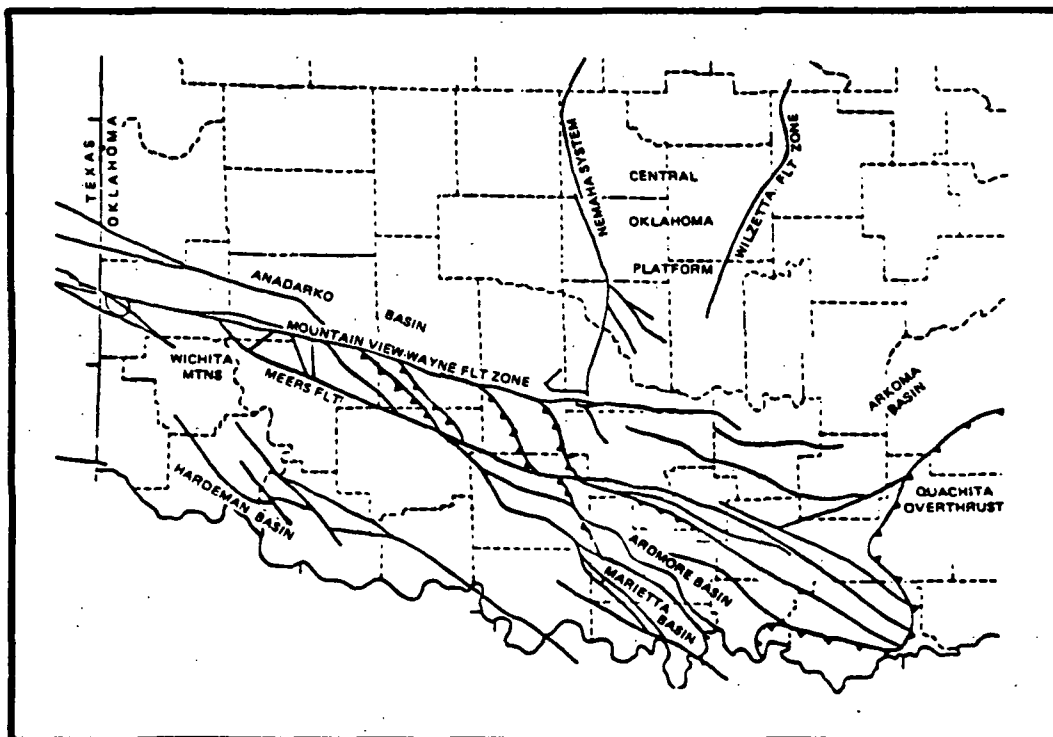 TEXAS
OKLAHOMA
NEMAHA SYSTEM
CENTRAL
OKLAHOMA
PLATFORM
WILZETTA FLT ZONE
ANADARKO
BASIN
MOUNTAIN VIEW-WAYNE FLT ZONE
WICHITA
MTNS
MEERS FLT
ARKOMA
BASIN
HARDEMAN BASIN
OUACHITA
OVERTHRUST
ARDMORE BASIN
MARIETTA
BASIN